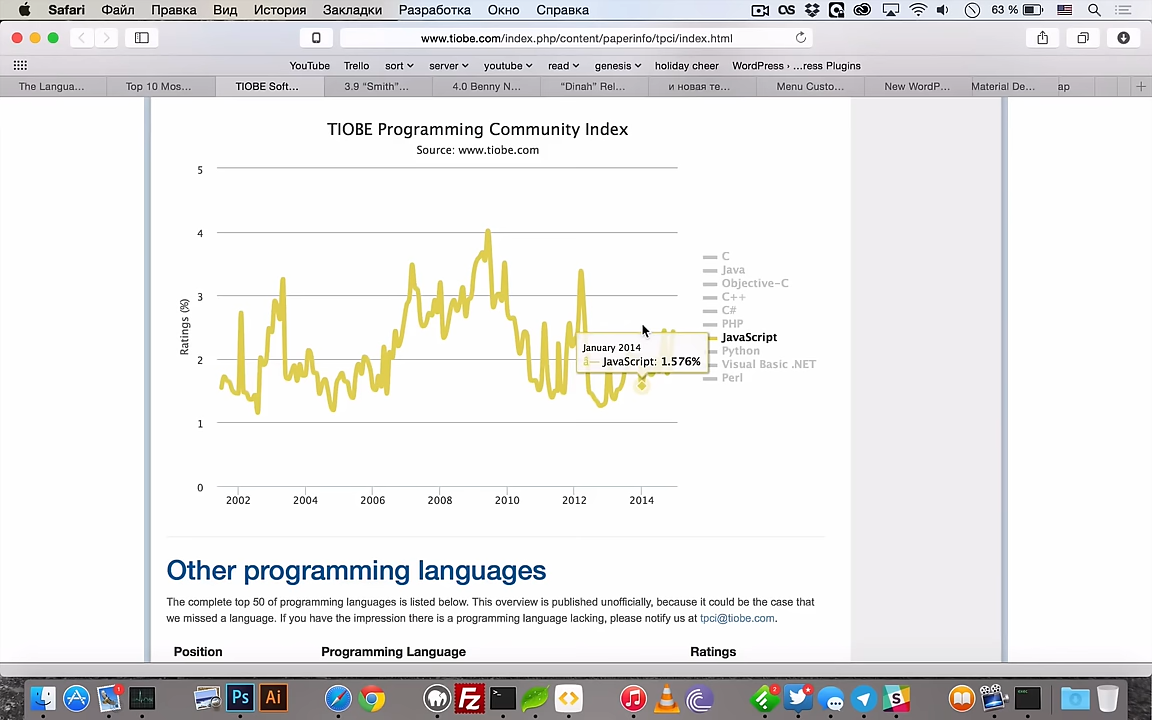 Safari Файл Правка Вид История Закладки Разработка Окно Справка 63 %
www.tiobe.com/index.php/content/paperinfo/tpci/index.html
YouTube Trello sort server youtube read genesis holiday cheer WordPress › ...ress Plugins
The Langua... Top 10 Mos... TIOBE Soft... 3.9 “Smith”... 4.0 Benny N... “Dinah” Rel... и новая те... Menu Custo... New WordP... Material De... ap
TIOBE Programming Community Index
Source: www.tiobe.com
Ratings (%)
5
4
3
2
1
0
2002 2004 2006 2008 2010 2012 2014
January 2014
â— JavaScript: 1.576%
C
Java
Objective-C
C++
C#
PHP
JavaScript
Python
Visual Basic .NET
Perl
Other programming languages
The complete top 50 of programming languages is listed below. This overview is published unofficially, because it could be the case that
we missed a language. If you have the impression there is a programming language lacking, please notify us at tpci@tiobe.com.
Position Programming Language Ratings
Ps Ai Fz